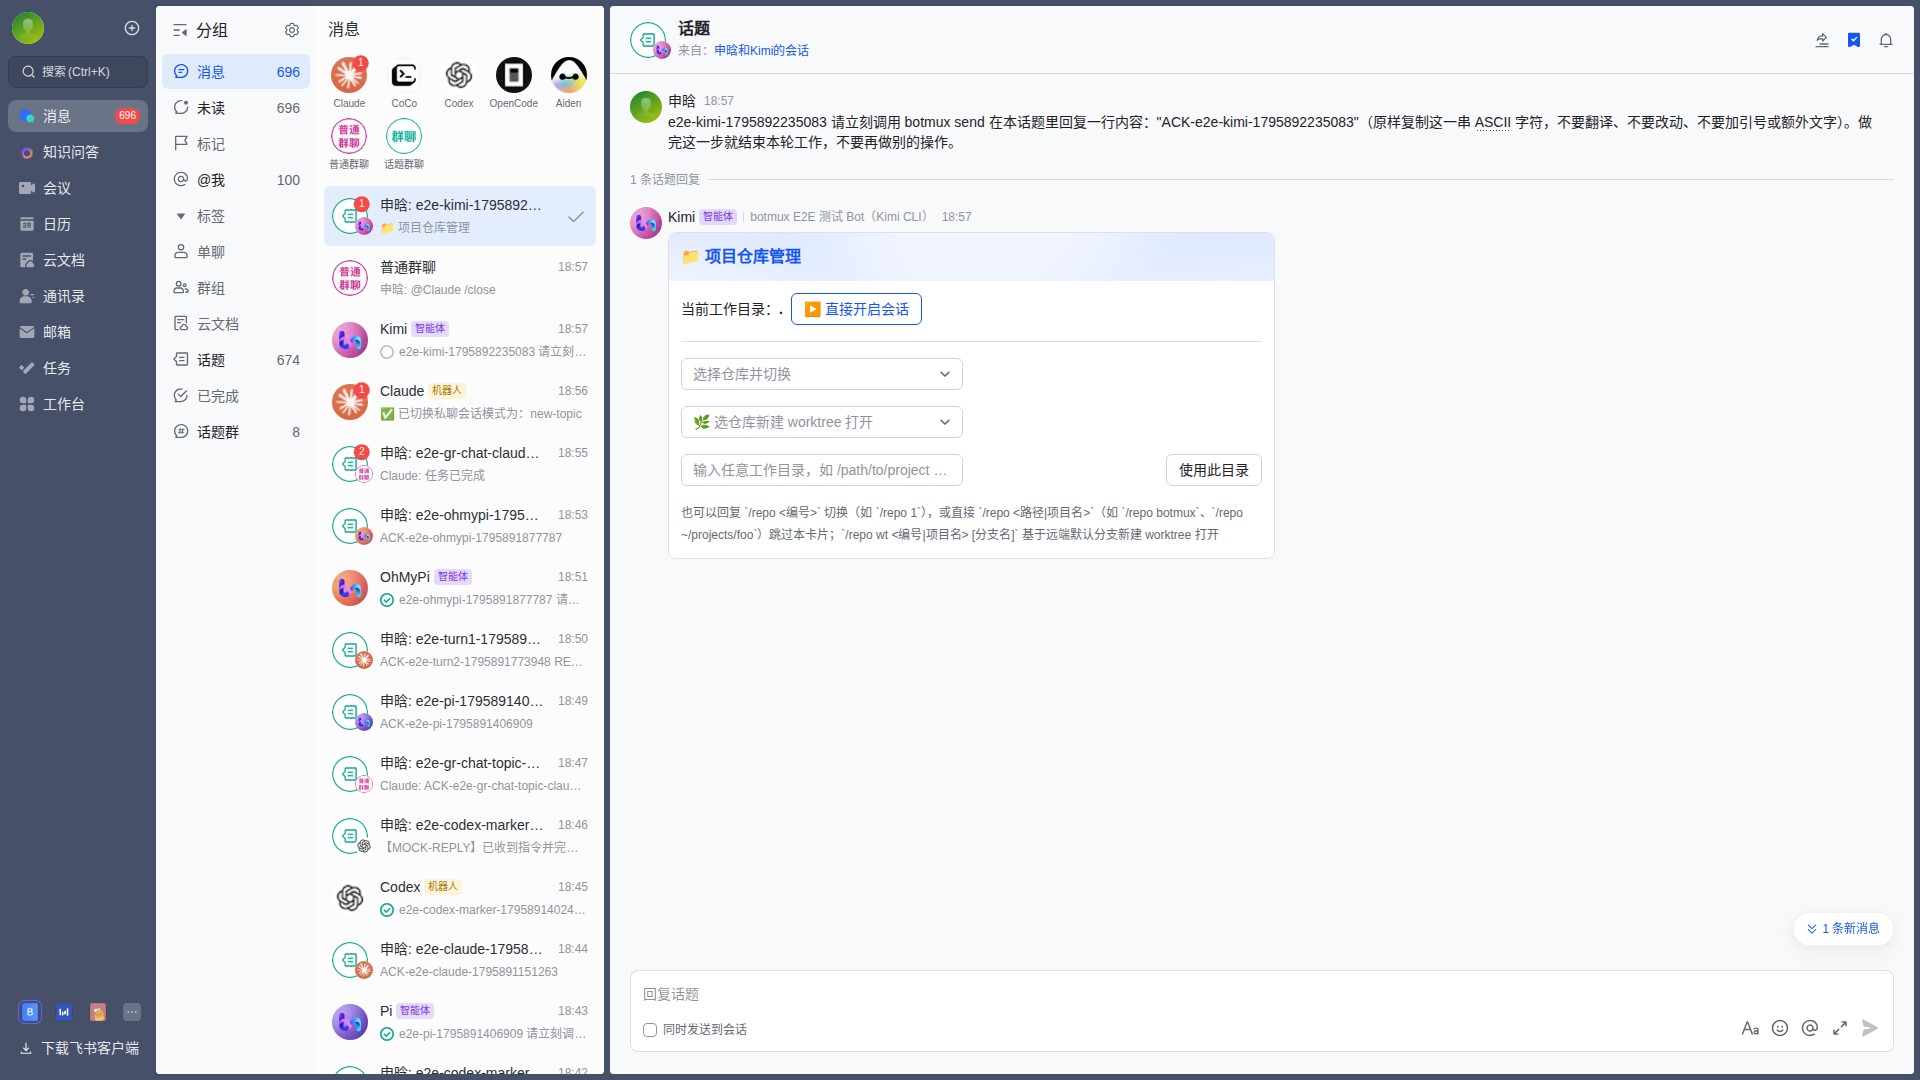 搜索 (Ctrl+K)
消息
696
知识问答
会议
日历
云文档
通讯录
邮箱
任务
工作台
下载飞书客户端
分组
消息 696
未读 696
标记
@我 100
标签
单聊
群组
云文档
话题 674
已完成
话题群 8
消息
1
Claude
CoCo
Codex
OpenCode
Aiden
普通群聊
普通群聊
群聊
话题群聊
1
申晗: e2e-kimi-1795892...
📁 项目仓库管理
普通群聊
普通群聊 18:57
申晗: @Claude /close
Kimi 智能体 18:57
e2e-kimi-1795892235083 请立刻...
1
Claude 机器人 18:56
✅ 已切换私聊会话模式为：new-topic
2
申晗: e2e-gr-chat-claud... 18:55
Claude: 任务已完成
申晗: e2e-ohmypi-1795... 18:53
ACK-e2e-ohmypi-1795891877787
OhMyPi 智能体 18:51
e2e-ohmypi-1795891877787 请...
申晗: e2e-turn1-179589... 18:50
ACK-e2e-turn2-1795891773948 RE...
申晗: e2e-pi-179589140... 18:49
ACK-e2e-pi-1795891406909
申晗: e2e-gr-chat-topic-... 18:47
Claude: ACK-e2e-gr-chat-topic-clau...
申晗: e2e-codex-marker... 18:46
【MOCK-REPLY】已收到指令并完...
Codex 机器人 18:45
e2e-codex-marker-17958914024...
申晗: e2e-claude-17958... 18:44
ACK-e2e-claude-1795891151263
Pi 智能体 18:43
e2e-pi-1795891406909 请立刻调...
申晗: e2e-codex-marker... 18:42
话题
来自：申晗和Kimi的会话
申晗 18:57
e2e-kimi-1795892235083 请立刻调用 botmux send 在本话题里回复一行内容："ACK-e2e-kimi-1795892235083"（原样复制这一串 ASCII 字符，不要翻译、不要改动、不要加引号或额外文字）。做
完这一步就结束本轮工作，不要再做别的操作。
1 条话题回复
Kimi 智能体 botmux E2E 测试 Bot（Kimi CLI） 18:57
📁 项目仓库管理
当前工作目录：. ▶️ 直接开启会话
选择仓库并切换
🌿 选仓库新建 worktree 打开
输入任意工作目录，如 /path/to/project ...
使用此目录
也可以回复 `/repo <编号>` 切换（如 `/repo 1`），或直接 `/repo <路径|项目名>`（如 `/repo botmux`、`/repo
~/projects/foo`）跳过本卡片；`/repo wt <编号|项目名> [分支名]` 基于远端默认分支新建 worktree 打开
1 条新消息
回复话题
同时发送到会话